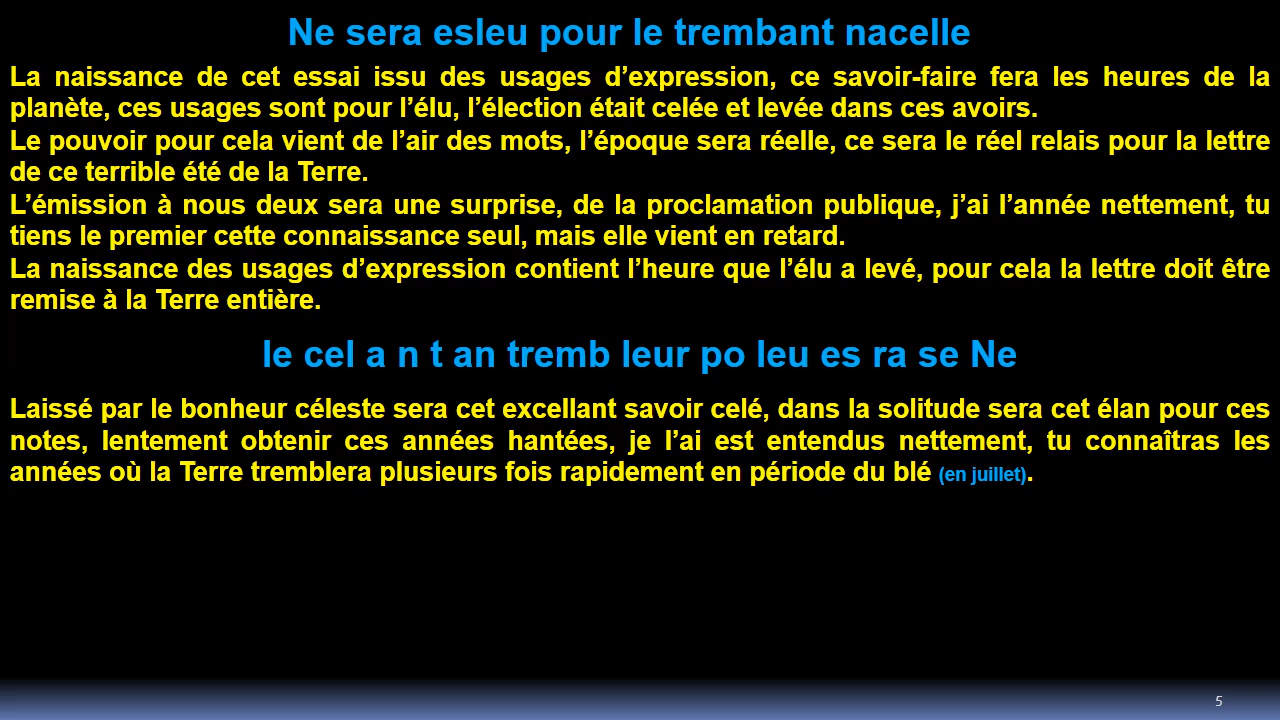 Ne sera esleu pour le trembant nacelle
La naissance de cet essai issu des usages d’expression, ce savoir-faire fera les heures de la
planète, ces usages sont pour l’élu, l’élection était celée et levée dans ces avoirs.
Le pouvoir pour cela vient de l’air des mots, l’époque sera réelle, ce sera le réel relais pour la lettre
de ce terrible été de la Terre.
L’émission à nous deux sera une surprise, de la proclamation publique, j’ai l’année nettement, tu
tiens le premier cette connaissance seul, mais elle vient en retard.
La naissance des usages d’expression contient l’heure que l’élu a levé, pour cela la lettre doit être
remise à la Terre entière.
le cel a n t an tremb leur po leu es ra se Ne
Laissé par le bonheur céleste sera cet excellant savoir celé, dans la solitude sera cet élan pour ces
notes, lentement obtenir ces années hantées, je l’ai est entendus nettement, tu connaîtras les
années où la Terre tremblera plusieurs fois rapidement en période du blé (en juillet).
5